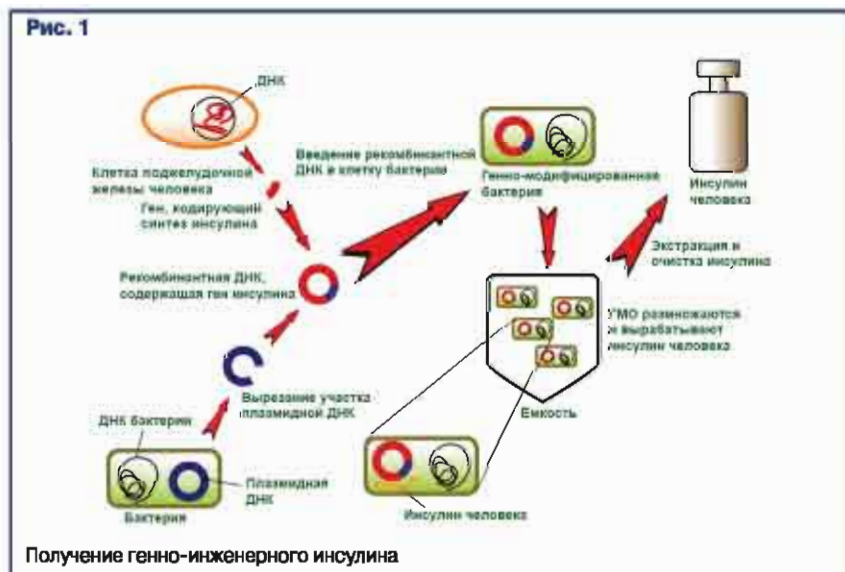 Рис. 1
ДНК
Клетка поджелудочной
железы человека
Ген, кодирующий
синтез инсулина
Введение рекомбинантной
ДНК в клетку бактерии
Генно-модифицированная
бактерия
Инсулин
человека
Экстракция и
очистка инсулина
Рекомбинантная ДНК,
содержащая ген инсулина
ГМО размножаются
и вырабатывают
инсулин человека
Вырезание участка
плазмидной ДНК
Емкость
ДНК бактерии
Плазмидная
ДНК
Бактерия
Инсулин человека
Получение генно-инженерного инсулина